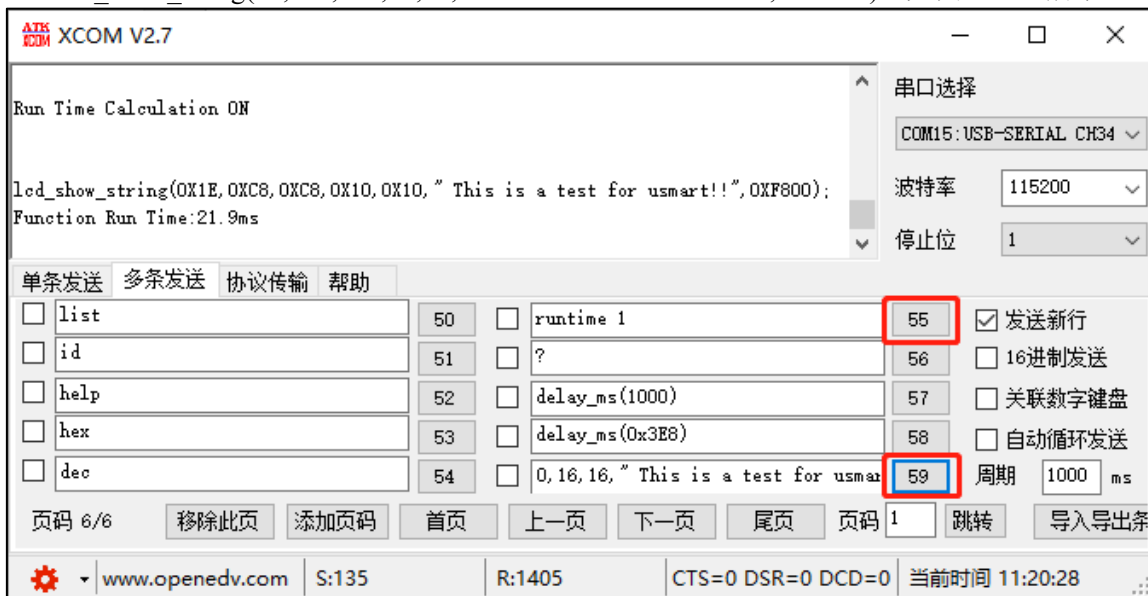 ATK XCOM XCOM V2.7
Run Time Calculation ON
lcd_show_string(0X1E,0XC8,0XC8,0X10,0X10," This is a test for usmart!!",0XF800);
Function Run Time:21.9ms
串口选择
COM15:USB-SERIAL CH34
波特率 115200
停止位 1
单条发送 多条发送 协议传输 帮助
list 50 runtime 1 55 发送新行
id 51 ? 56 16进制发送
help 52 delay_ms(1000) 57 关联数字键盘
hex 53 delay_ms(0x3E8) 58 自动循环发送
dec 54 0,16,16," This is a test for usmar 59 周期 1000 ms
页码 6/6 移除此页 添加页码 首页 上一页 下一页 尾页 页码 1 跳转 导入导出条
www.openedv.com S:135 R:1405 CTS=0 DSR=0 DCD=0 当前时间 11:20:28